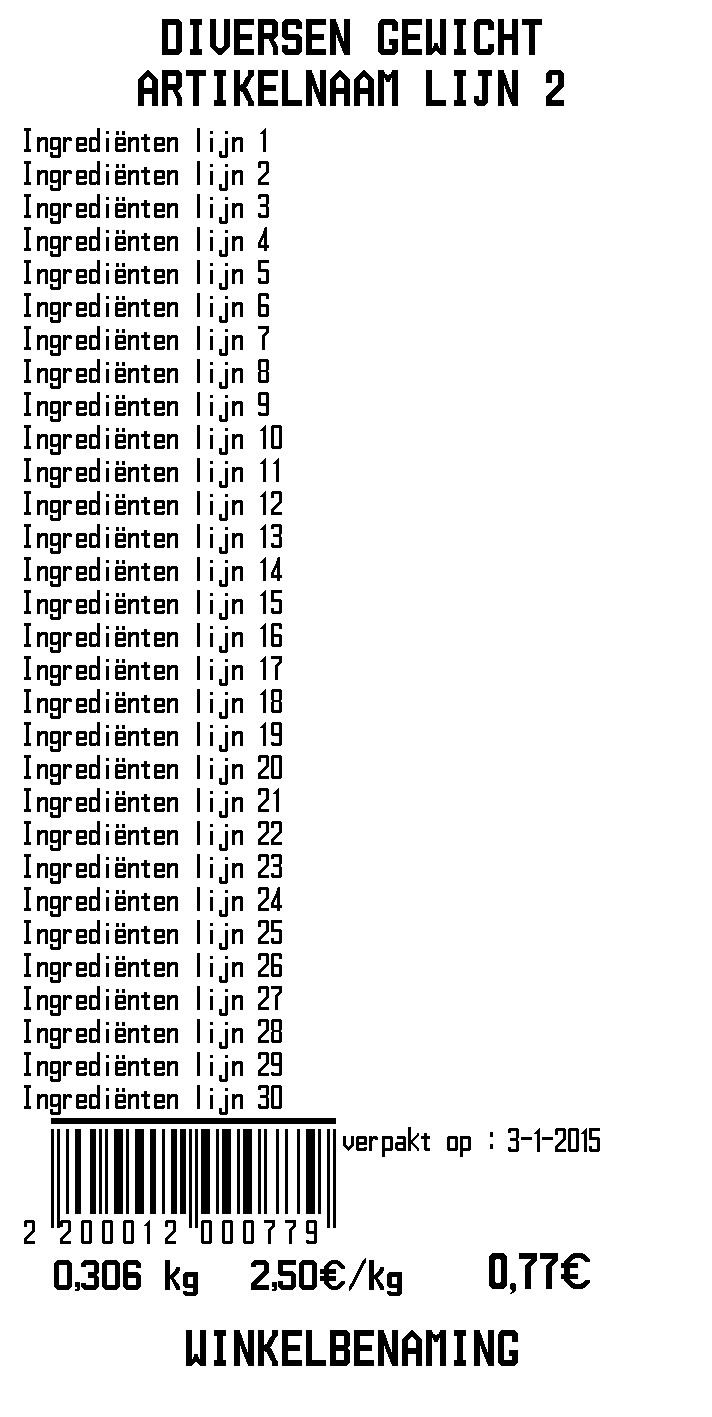 DIVERSEN GEWICHT
ARTIKELNAAM LIJN 2
Ingrediënten lijn 1
Ingrediënten lijn 2
Ingrediënten lijn 3
Ingrediënten lijn 4
Ingrediënten lijn 5
Ingrediënten lijn 6
Ingrediënten lijn 7
Ingrediënten lijn 8
Ingrediënten lijn 9
Ingrediënten lijn 10
Ingrediënten lijn 11
Ingrediënten lijn 12
Ingrediënten lijn 13
Ingrediënten lijn 14
Ingrediënten lijn 15
Ingrediënten lijn 16
Ingrediënten lijn 17
Ingrediënten lijn 18
Ingrediënten lijn 19
Ingrediënten lijn 20
Ingrediënten lijn 21
Ingrediënten lijn 22
Ingrediënten lijn 23
Ingrediënten lijn 24
Ingrediënten lijn 25
Ingrediënten lijn 26
Ingrediënten lijn 27
Ingrediënten lijn 28
Ingrediënten lijn 29
Ingrediënten lijn 30
verpakt op : 3-1-2015
2 200012 000779
0,306 kg 2,50€/kg 0,77€
WINKELBENAMING